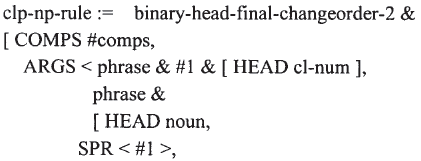 clp-np-rule := binary-head-final-changeorder-2 &
[ COMPS #comps,
ARGS < phrase & #1 & [ HEAD cl-num ],
phrase &
[ HEAD noun,
SPR < #1 >,